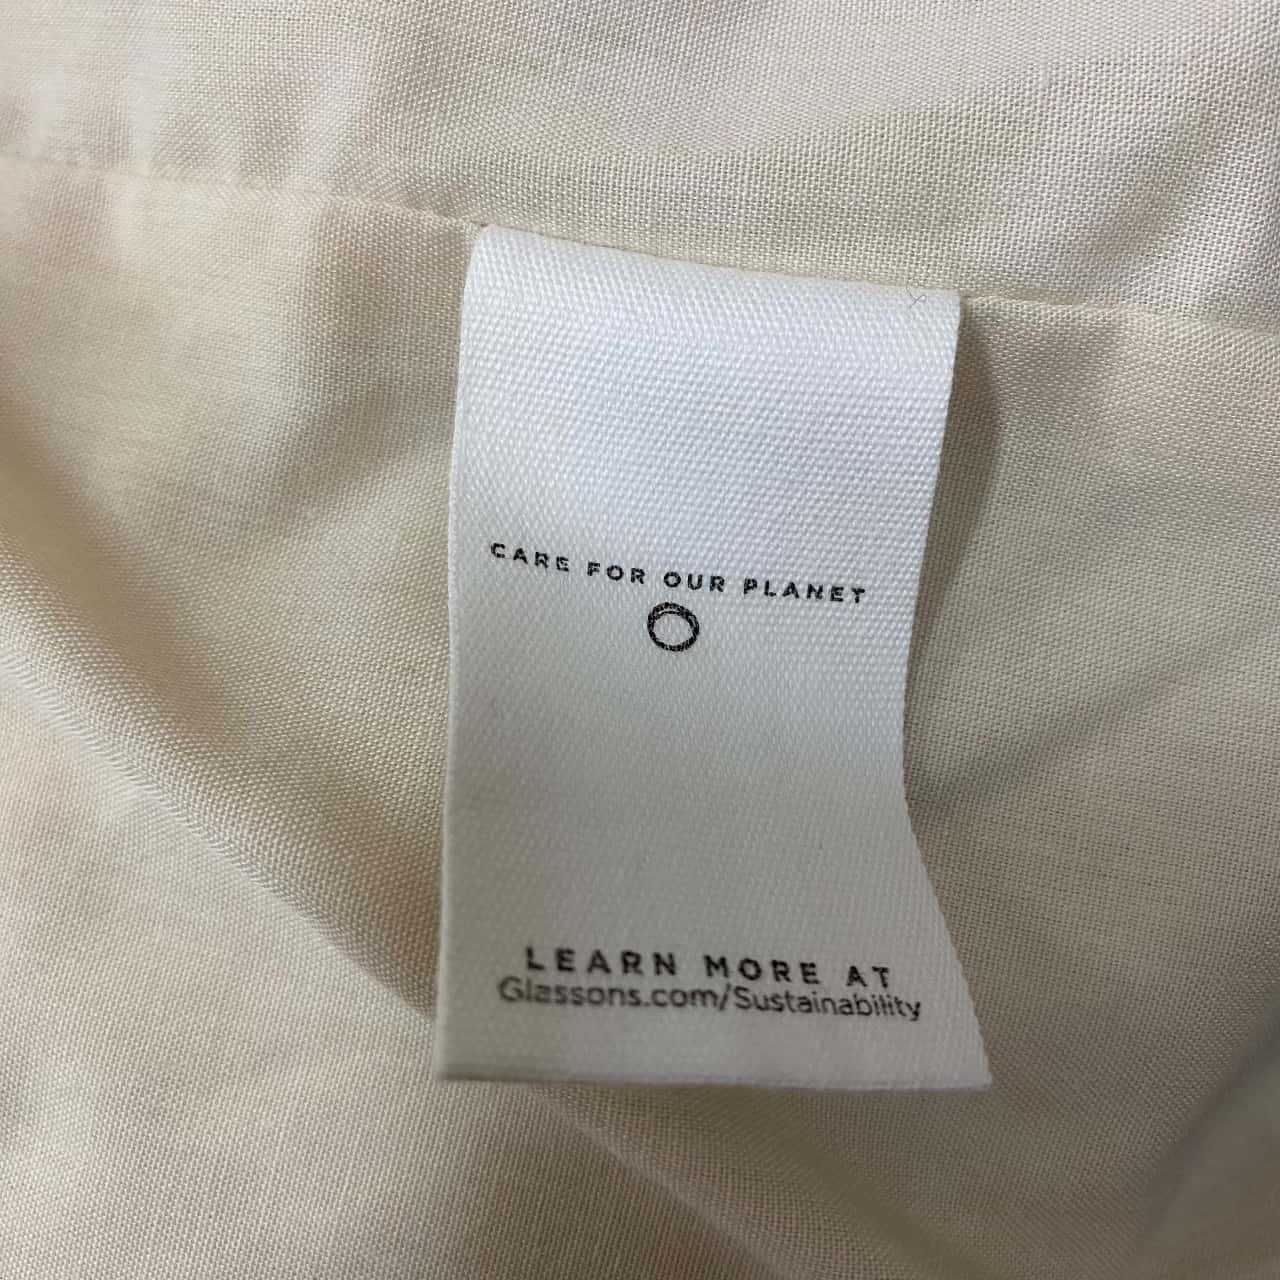 CARE FOR OUR PLANET
LEARN MORE AT
Glassons.com/Sustainability